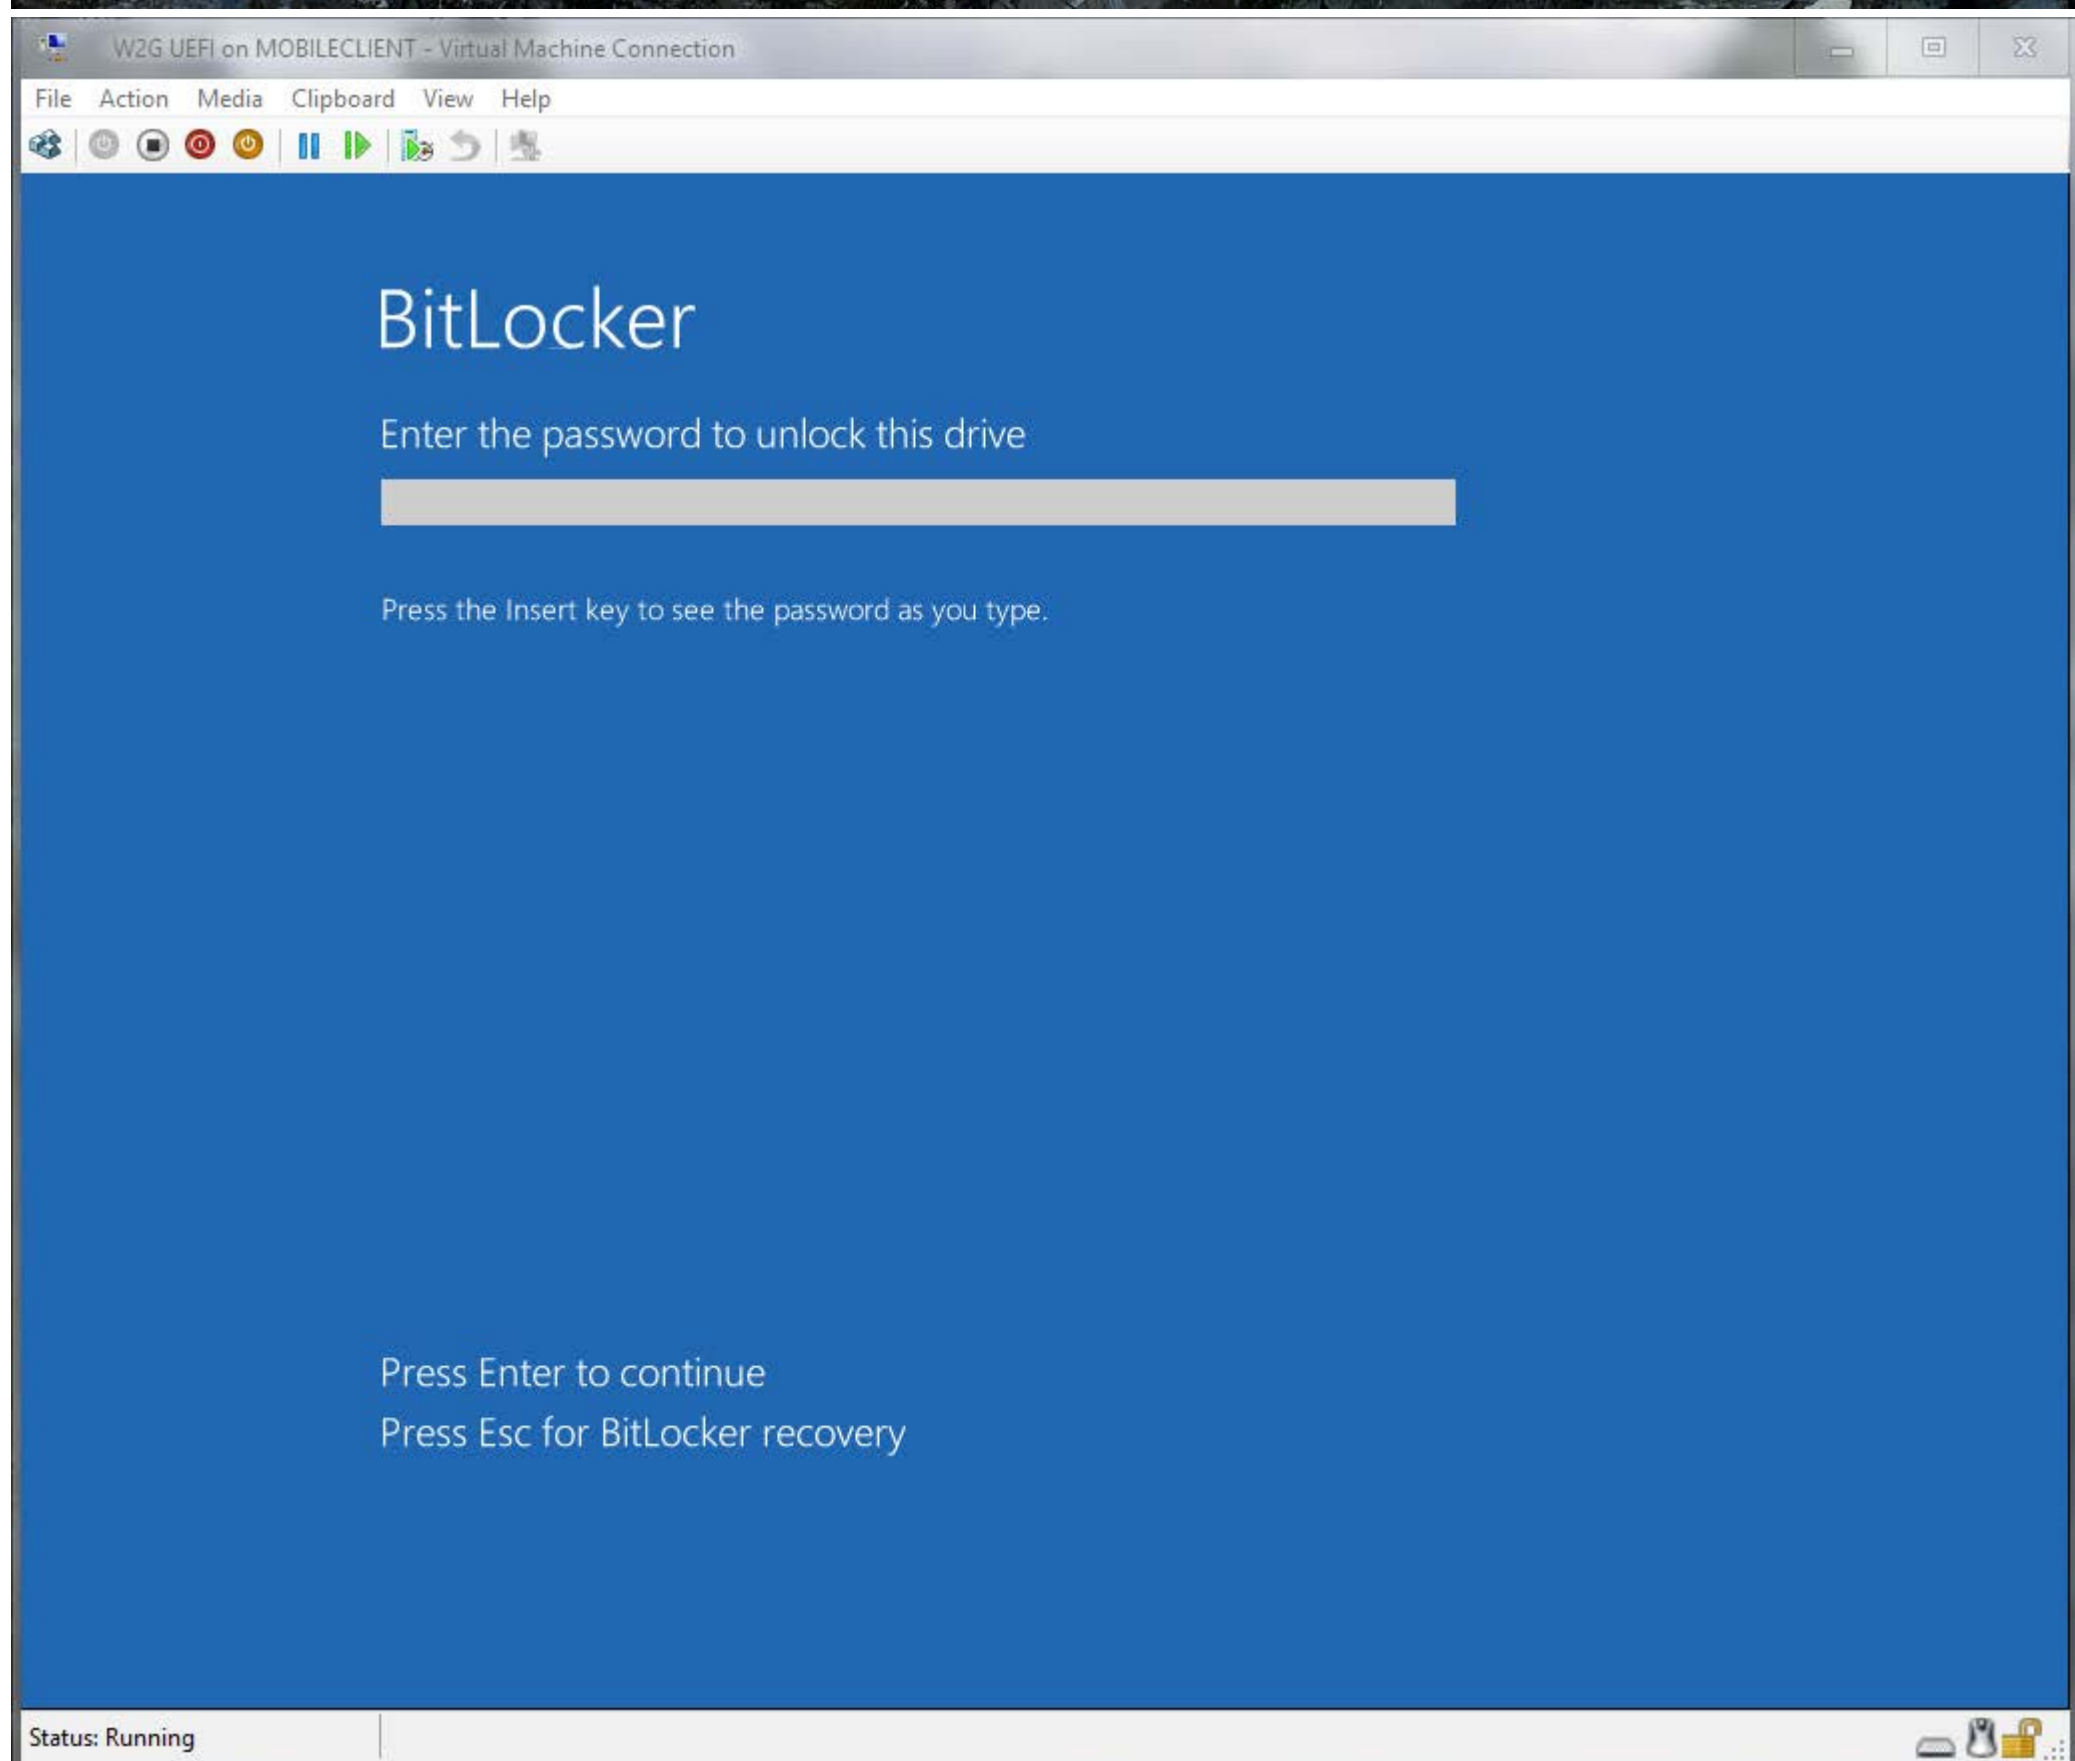 W2G UEFI on MOBILECLIENT - Virtual Machine Connection
File Action Media Clipboard View Help
BitLocker
Enter the password to unlock this drive
Press the Insert key to see the password as you type.
Press Enter to continue
Press Esc for BitLocker recovery
Status: Running